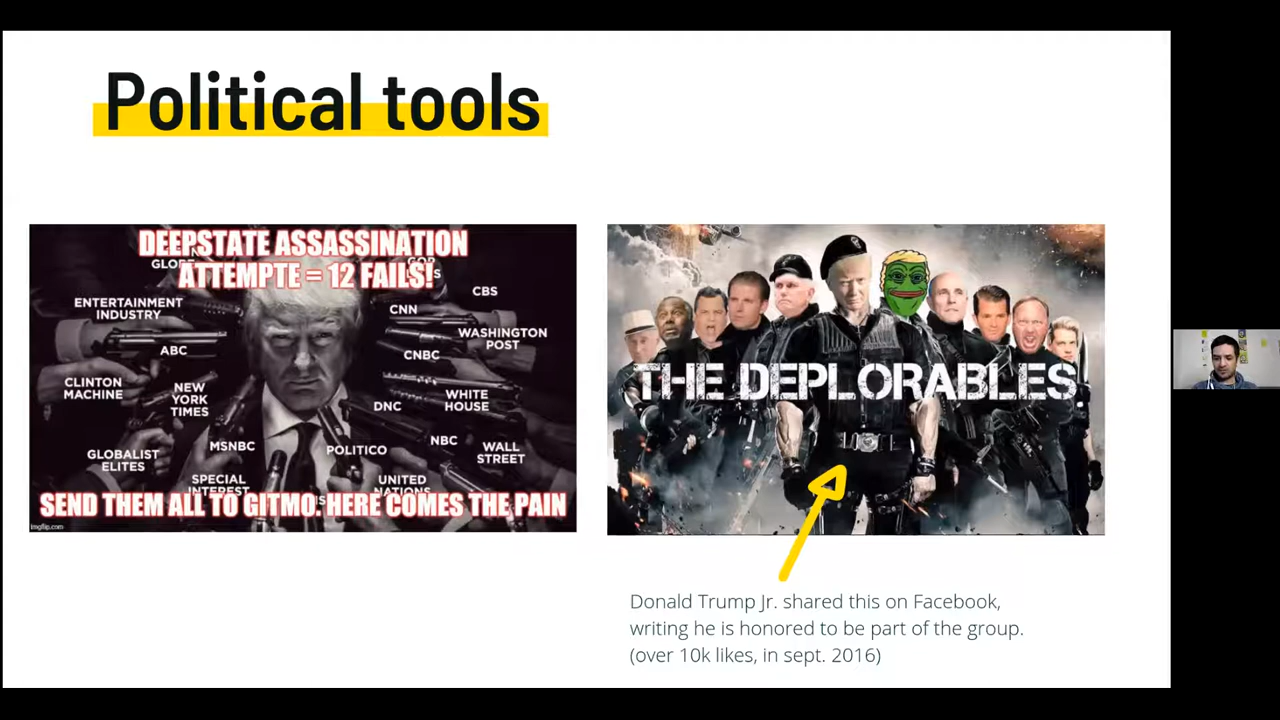 Political tools
DEEPSTATE ASSASSINATION
ATTEMPTE = 12 FAILS!
ENTERTAINMENT
INDUSTRY
CBS
CNN
WASHINGTON
POST
ABC
CNBC
CLINTON
MACHINE
NEW
YORK
TIMES
WHITE
HOUSE
DNC
MSNBC
POLITICO
NBC
WALL
STREET
GLOBALIST
ELITES
SPECIAL
INTEREST
UNITED
NATIONS
SEND THEM ALL TO GITMO. HERE COMES THE PAIN
imgflip.com
THE DEPLORABLES
Donald Trump Jr. shared this on Facebook,
writing he is honored to be part of the group.
(over 10k likes, in sept. 2016)